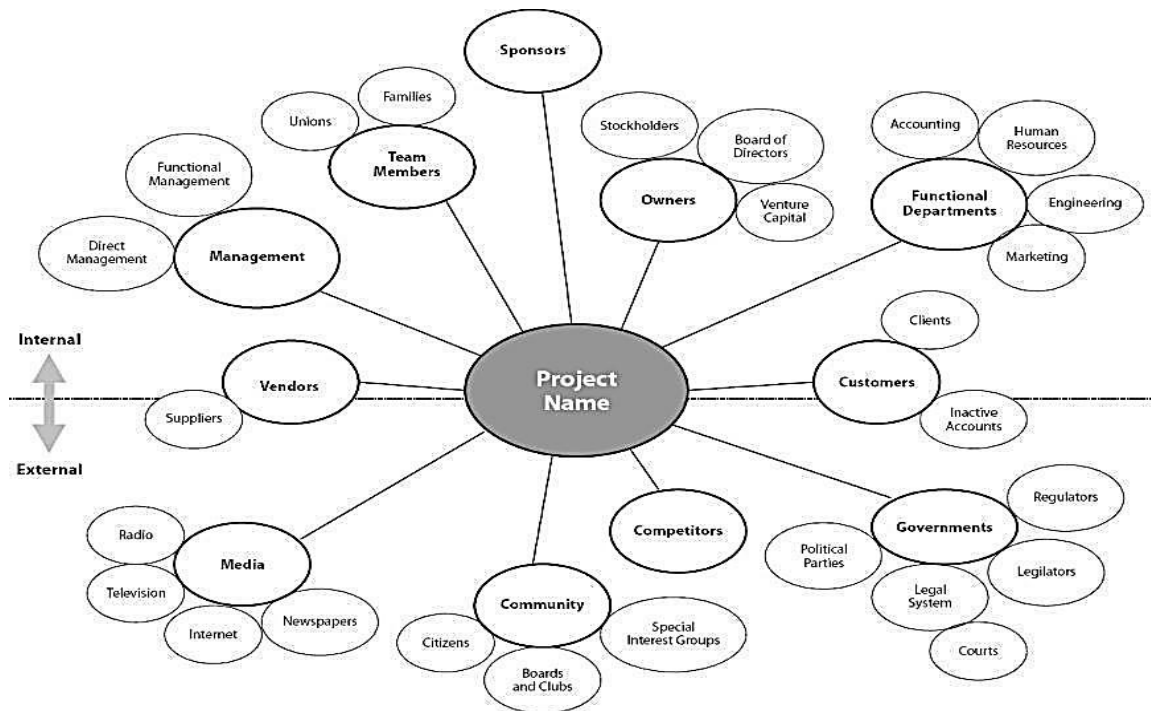 Sponsors
Families
Unions
Team
Members
Stockholders
Board of
Directors
Owners
Venture
Capital
Accounting
Human
Resources
Functional
Departments
Engineering
Marketing
Functional
Management
Direct
Management
Management
Internal
External
Vendors
Suppliers
Project
Name
Clients
Customers
Inactive
Accounts
Radio
Television
Media
Internet
Newspapers
Community
Citizens
Boards
and Clubs
Special
Interest Groups
Competitors
Governments
Regulators
Political
Parties
Legal
System
Legilators
Courts